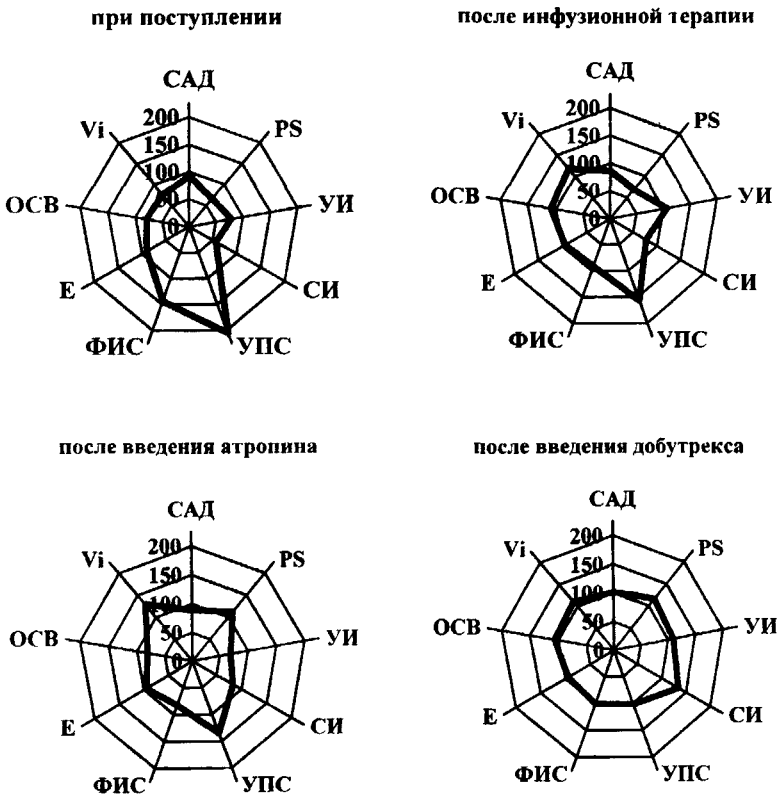 при поступлении
САД
200
Vi
PS
150
100
ОСВ
50
УИ
0
Е
СИ
ФИС
УПС
после инфузионной терапии
САД
200
Vi
PS
150
100
ОСВ
50
УИ
0
Е
СИ
ФИС
УПС
после введения атропина
САД
200
Vi
PS
150
100
ОСВ
50
УИ
0
Е
СИ
ФИС
УПС
после введения добутрекса
САД
200
Vi
PS
150
100
ОСВ
50
УИ
0
Е
СИ
ФИС
УПС